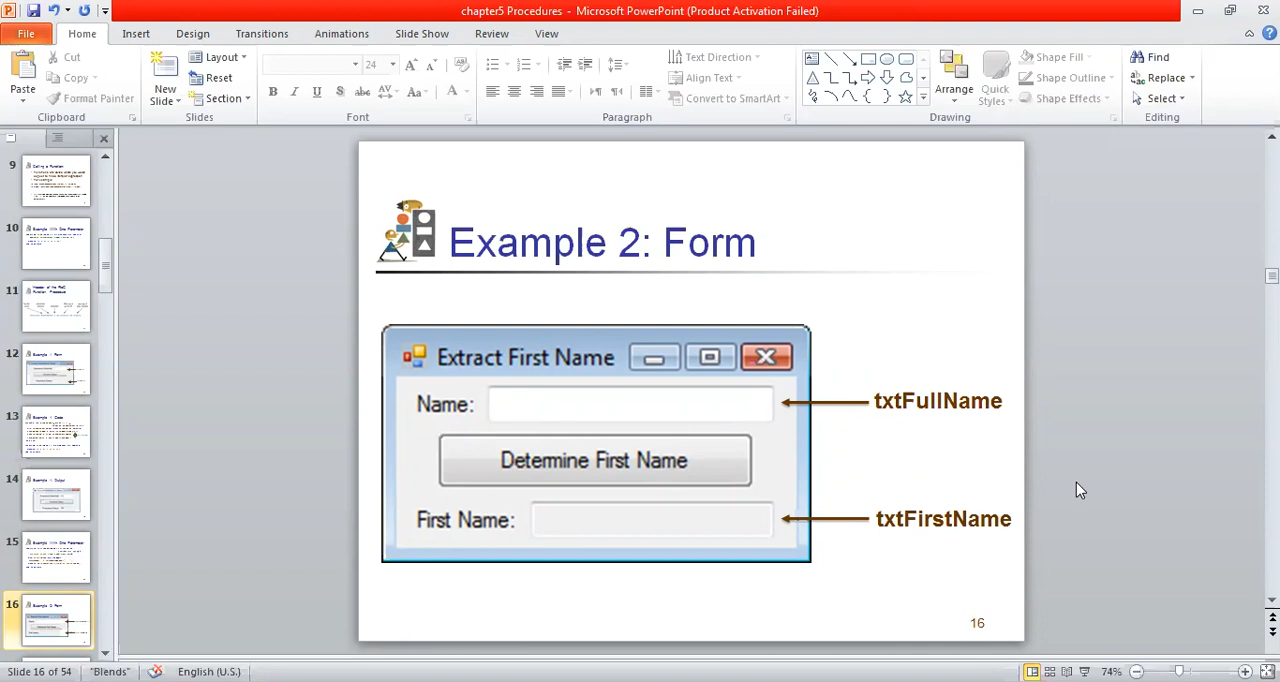 chapter5 Procedures - Microsoft PowerPoint (Product Activation Failed)
File Home Insert Design Transitions Animations Slide Show Review View
Paste
Cut
Copy
Format Painter
Clipboard
New
Slide
Layout
Reset
Section
Slides
24
B I U S abc AV Aa A
Font
Text Direction
Align Text
Convert to SmartArt
Paragraph
Arrange
Quick
Styles
Shape Fill
Shape Outline
Shape Effects
Drawing
Find
Replace
Select
Editing
9
10
11
12
13
14
15
16
Example 2: Form
Extract First Name
Name:
txtFullName
Determine First Name
First Name:
txtFirstName
16
Slide 16 of 54 "Blends" English (U.S.) 74%